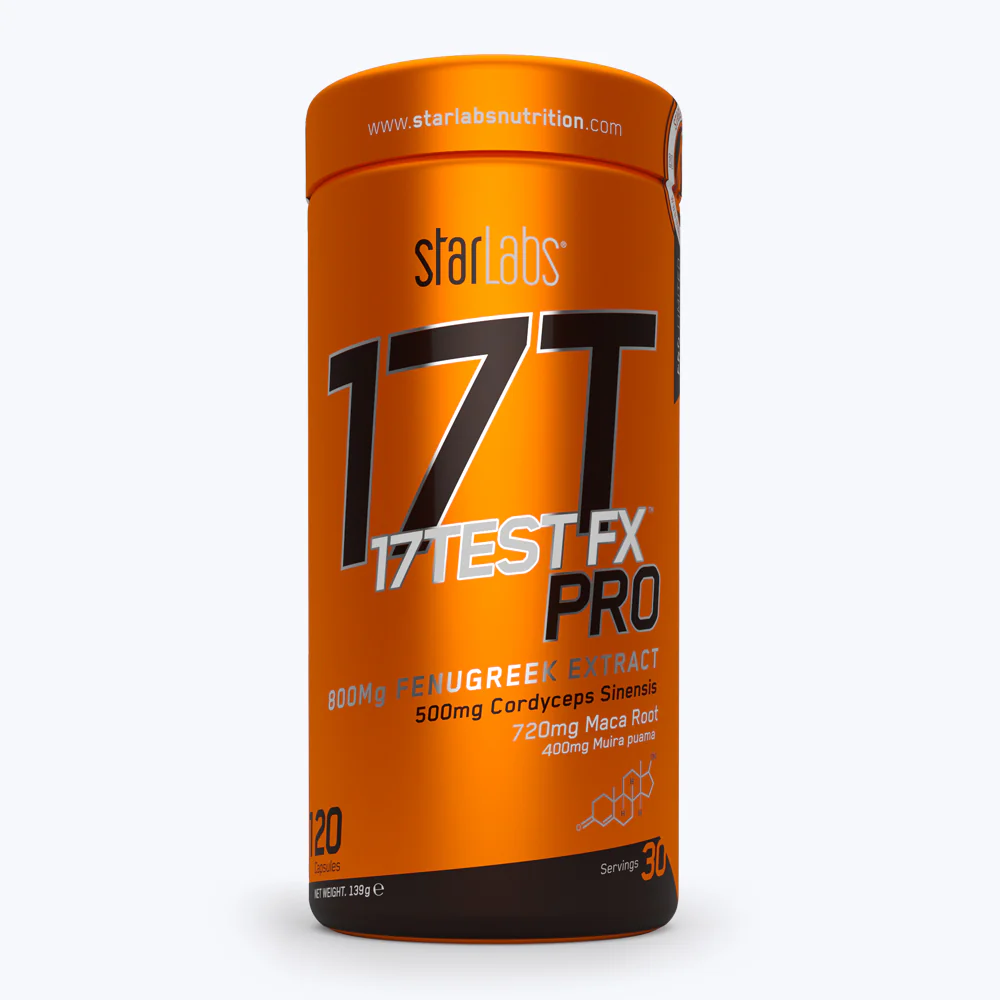 www.starlabsnutrition.com
starLabs®
17T
17TEST FX™
PRO
800Mg FENUGREEK EXTRACT
500mg Cordyceps Sinensis
720mg Maca Root
400mg Muira puama
120
Capsules
Servings 30
NET WEIGHT. 139g ℮